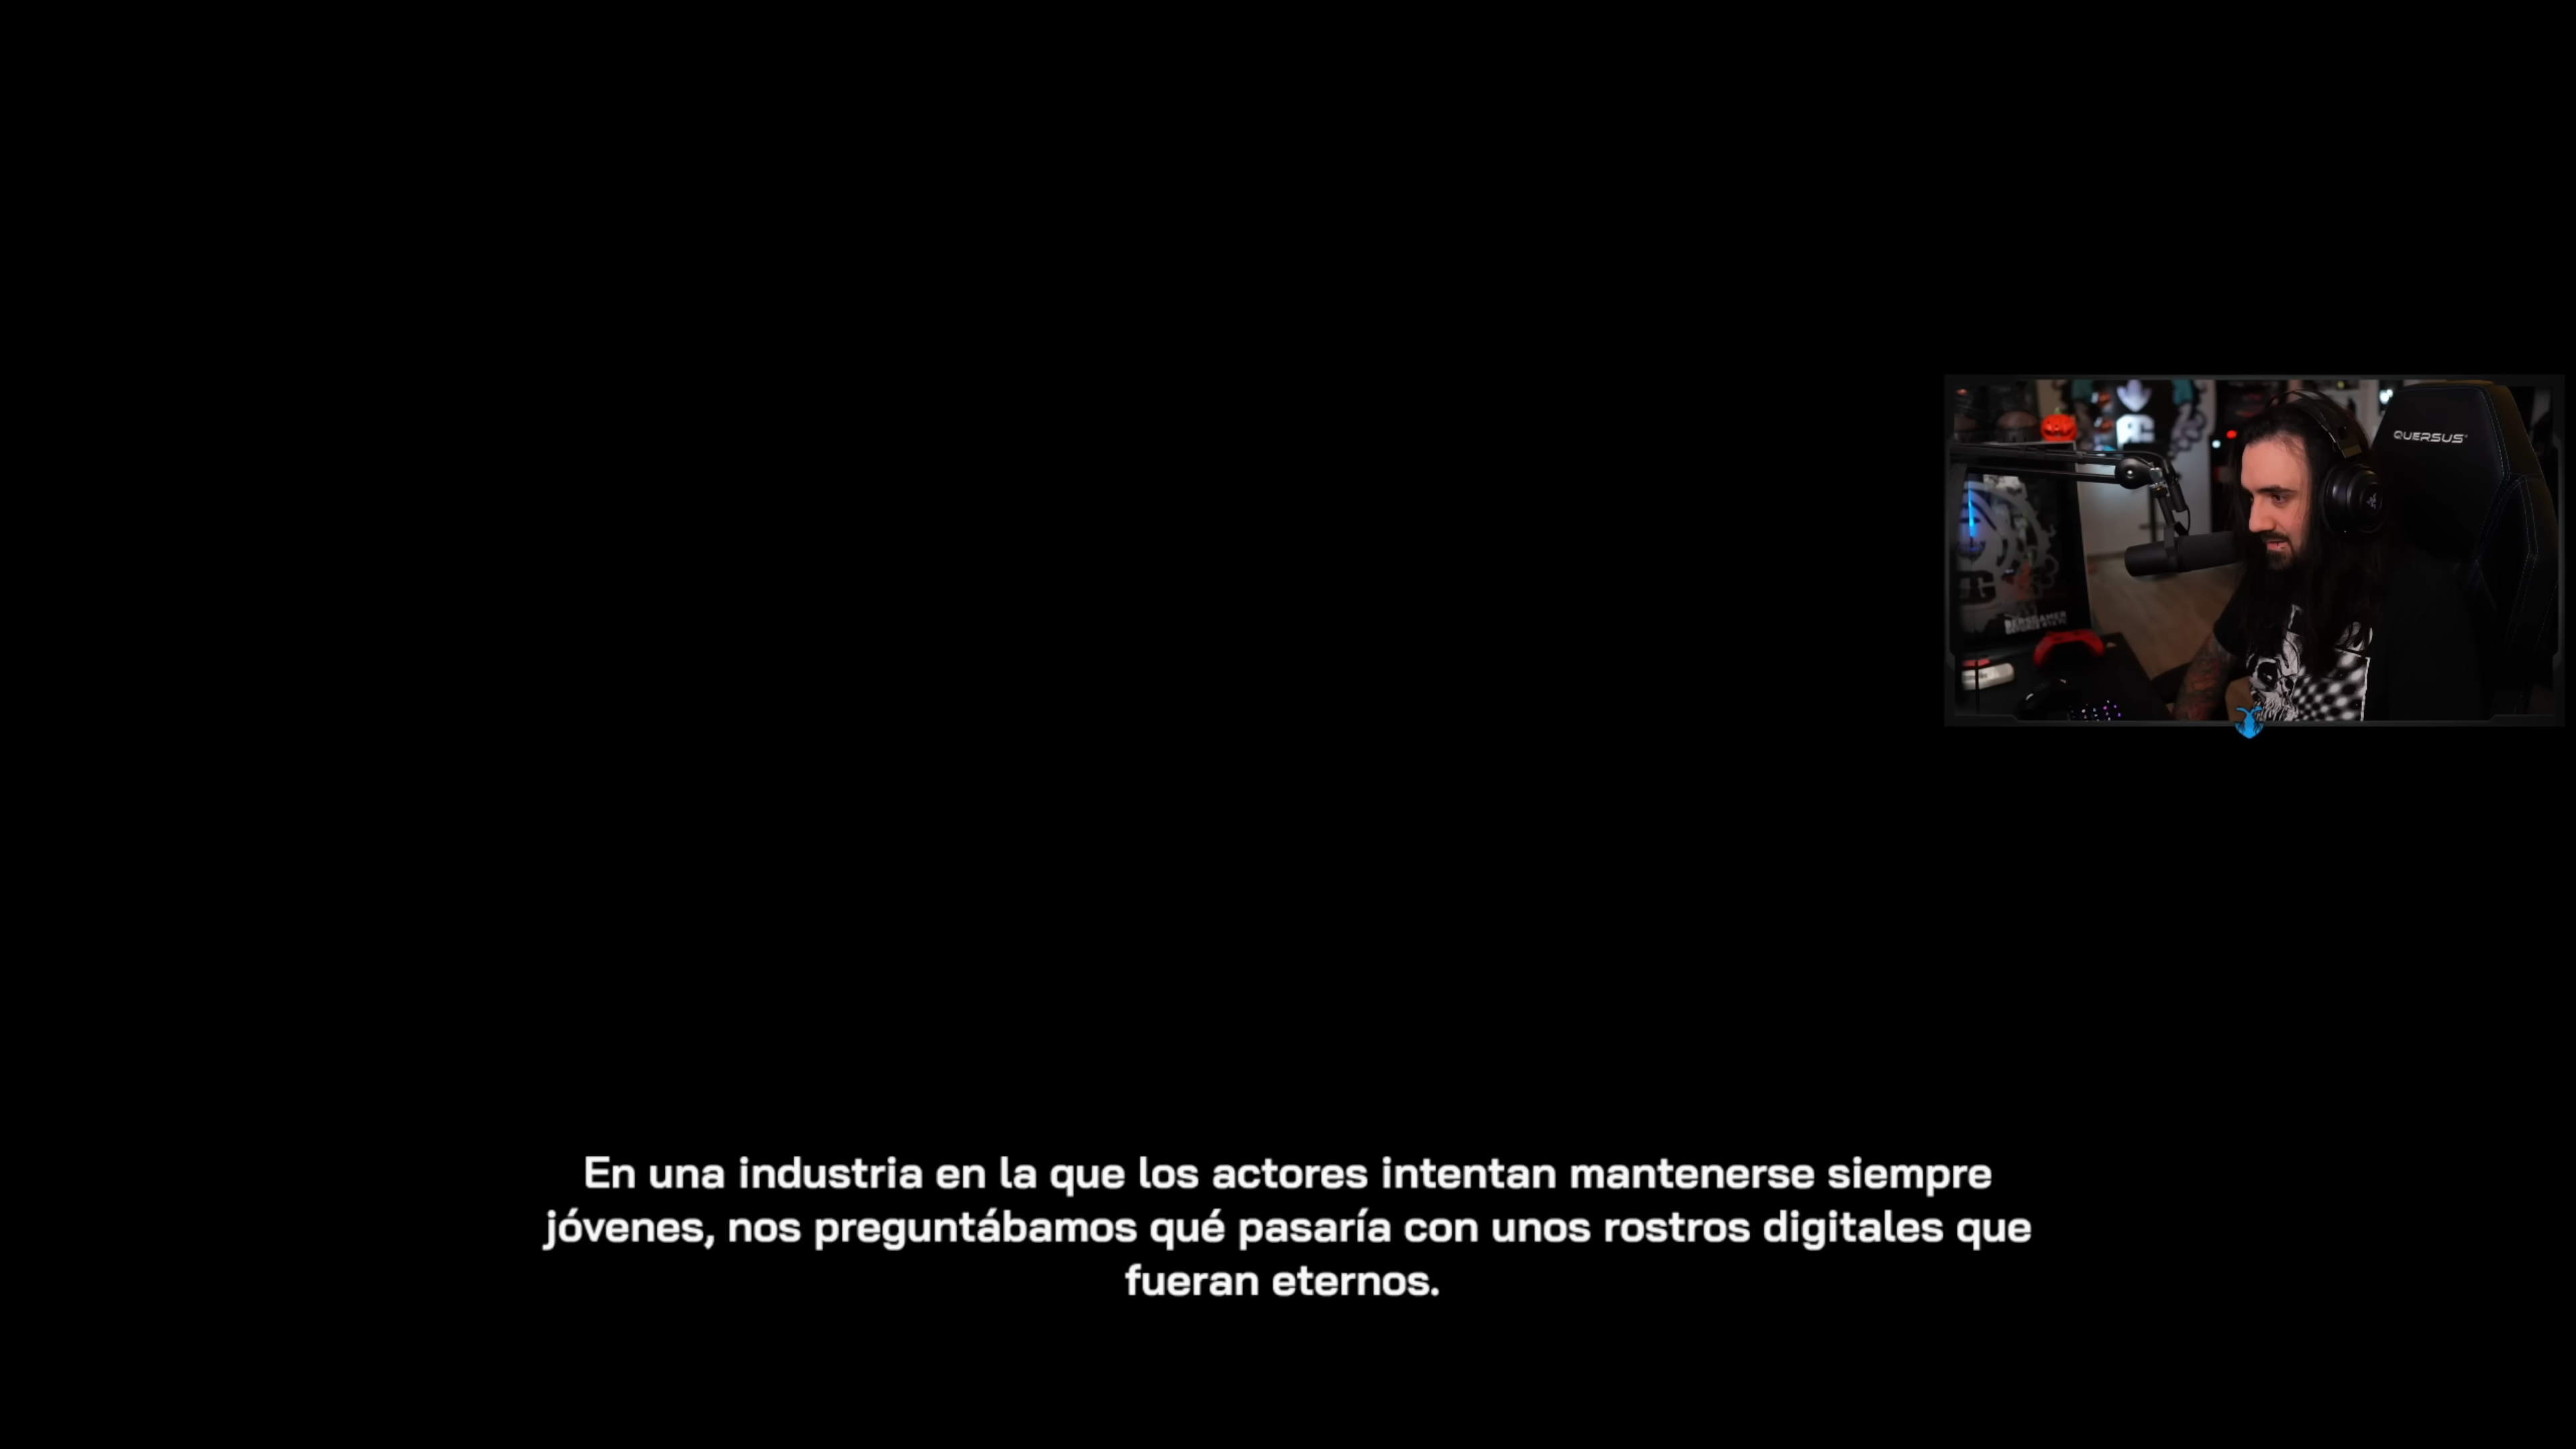 QUERSUS
En una industria en la que los actores intentan mantenerse siempre
jóvenes, nos preguntábamos qué pasaría con unos rostros digitales que
fueran eternos.